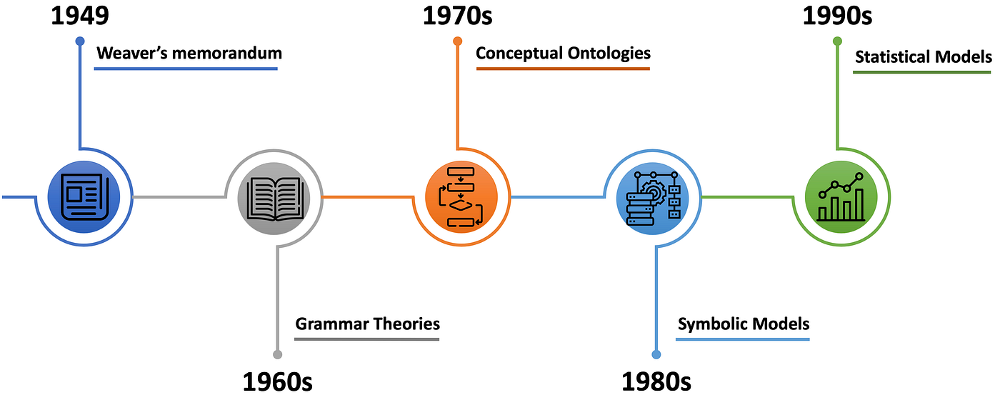 1949
Weaver’s memorandum
Grammar Theories
1960s
1970s
Conceptual Ontologies
Symbolic Models
1980s
1990s
Statistical Models